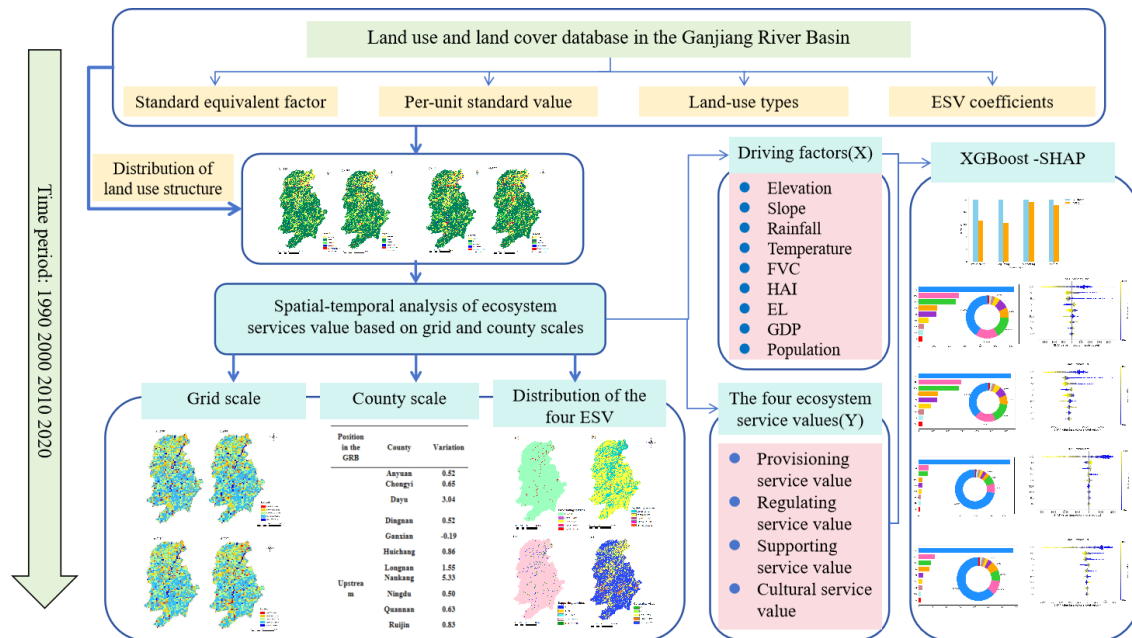 Land use and land cover database in the Ganjiang River Basin
Standard equivalent factor
Per-unit standard value
Land-use types
ESV coefficients
Time period: 1990 2000 2010 2020
Distribution of
land use structure
Driving factors(X)
Elevation
Slope
Rainfall
Temperature
FVC
HAI
EL
GDP
Population
XGBoost -SHAP
Spatial-temporal analysis of ecosystem
services value based on grid and county scales
Grid scale
County scale
Distribution of the
four ESV
Position
in the
GRB
County
Variation
Anyuan 0.52
Chongyi 0.65
Dayu 3.04
Dingnan 0.52
Ganxian -0.19
Huichang 0.86
Longnan 1.55
Nankang 5.33
Upstrea
m
Ningdu 0.50
Quannan 0.63
Ruijin 0.83
The four ecosystem
service values(Y)
Provisioning
service value
Regulating
service value
Supporting
service value
Cultural service
value